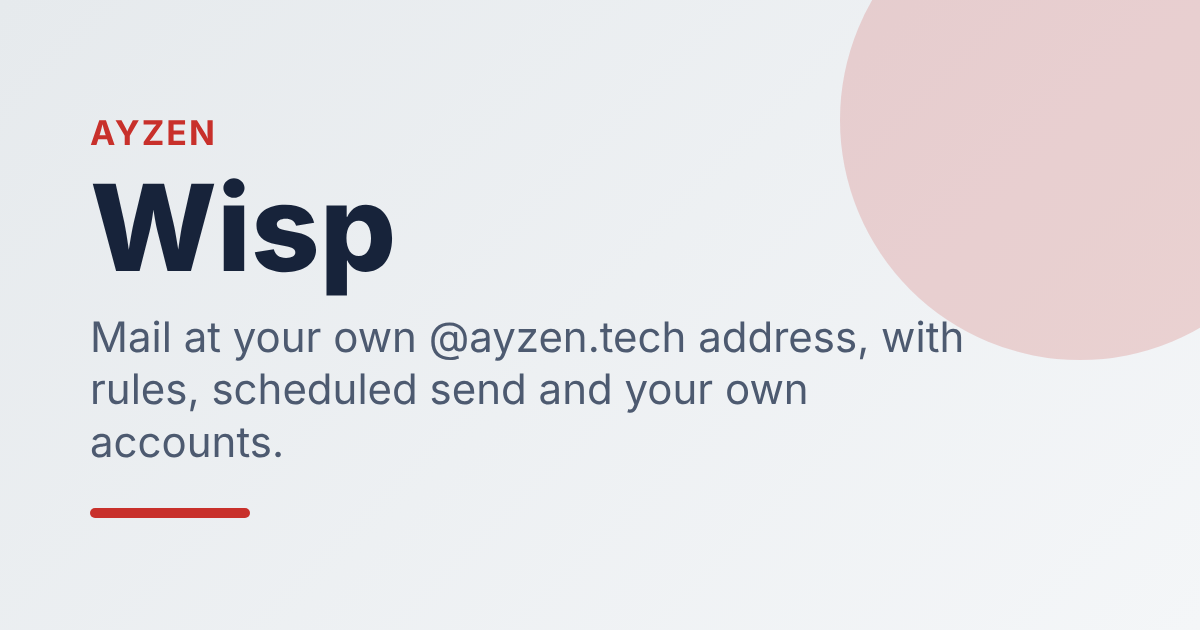 AYZEN
Wisp
Mail at your own @ayzen.tech address, with
rules, scheduled send and your own
accounts.